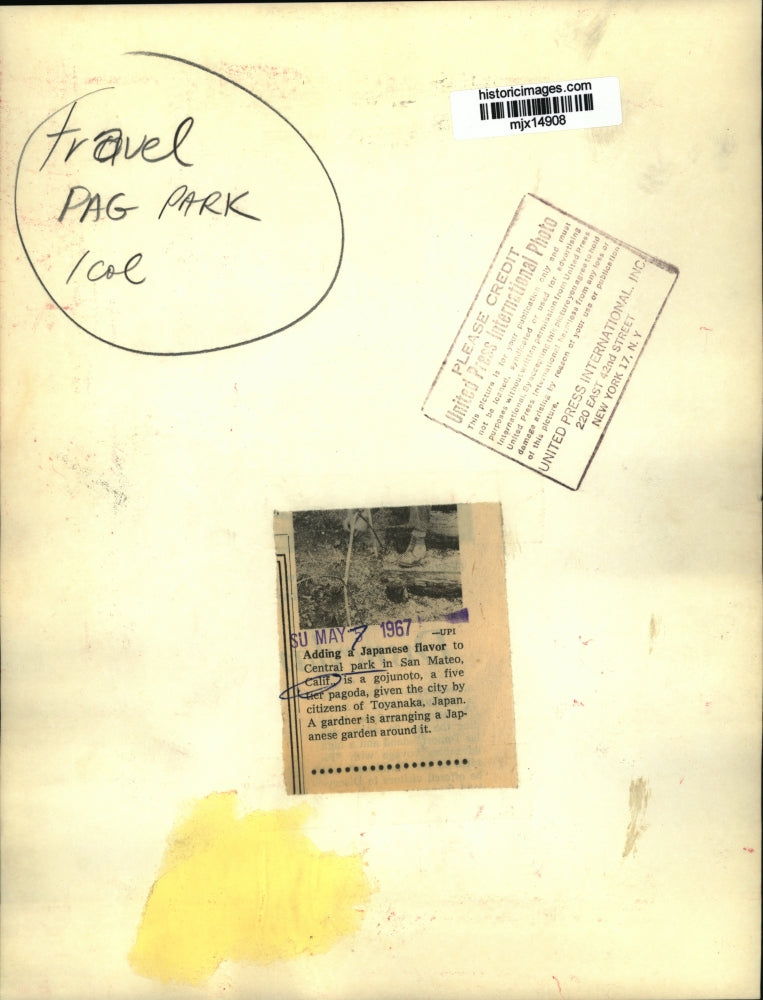 travel
PAG PARK
1 col
historicimages.com
mjx14908
PLEASE CREDIT
United Press International Photo
This picture is for your publication only and must
not be loaned, syndicated or used for advertising
purposes without written permission from United Press
International. By accepting this picture you agree to hold
United Press International harmless from any loss or
damage arising by reason of your use or publication
of this picture.
UNITED PRESS INTERNATIONAL, INC.
220 EAST 42nd STREET
NEW YORK 17, N.Y
SU MAY 7 1967
—UPI
Adding a Japanese flavor to
Central park in San Mateo,
Calif., is a gojunoto, a five
tier pagoda, given the city by
citizens of Toyanaka, Japan.
A gardner is arranging a Jap-
anese garden around it.